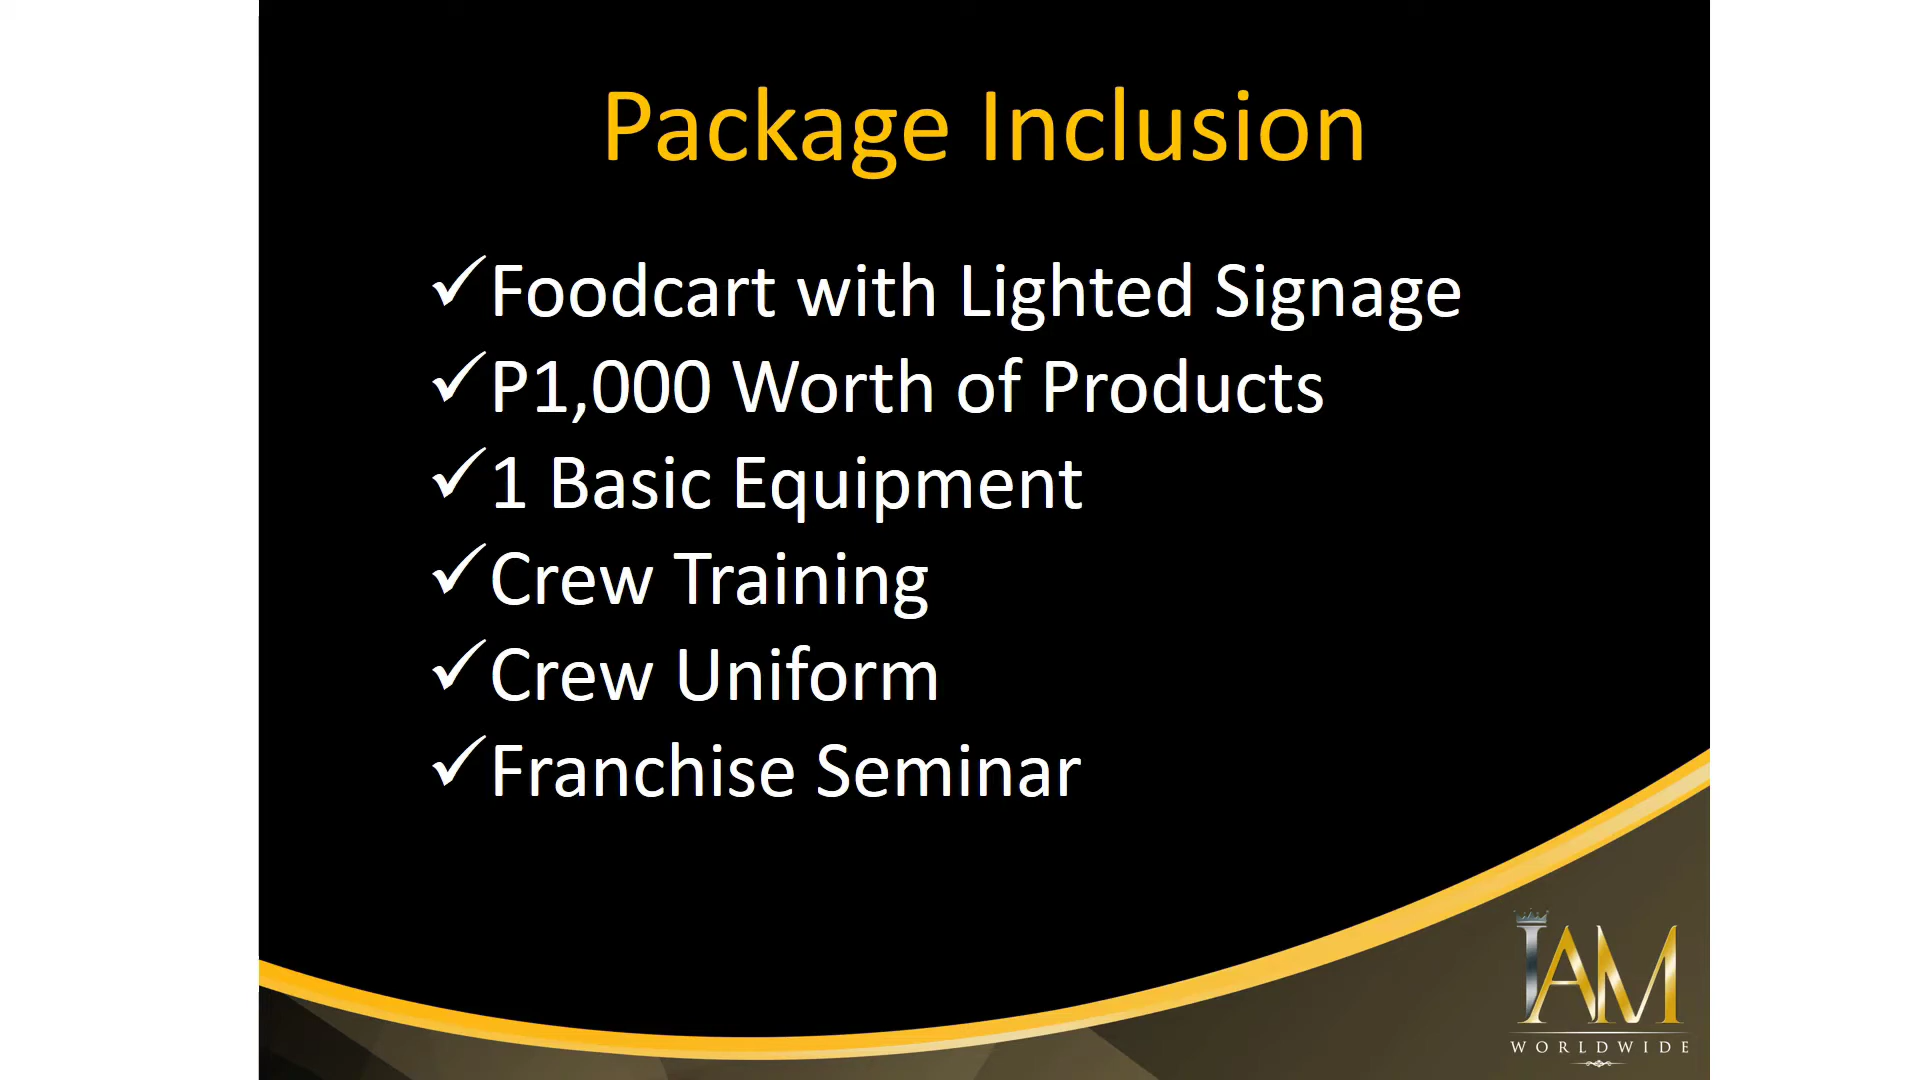 Package Inclusion
Foodcart with Lighted Signage
P1,000 Worth of Products
1 Basic Equipment
Crew Training
Crew Uniform
Franchise Seminar
IAM
WORLDWIDE